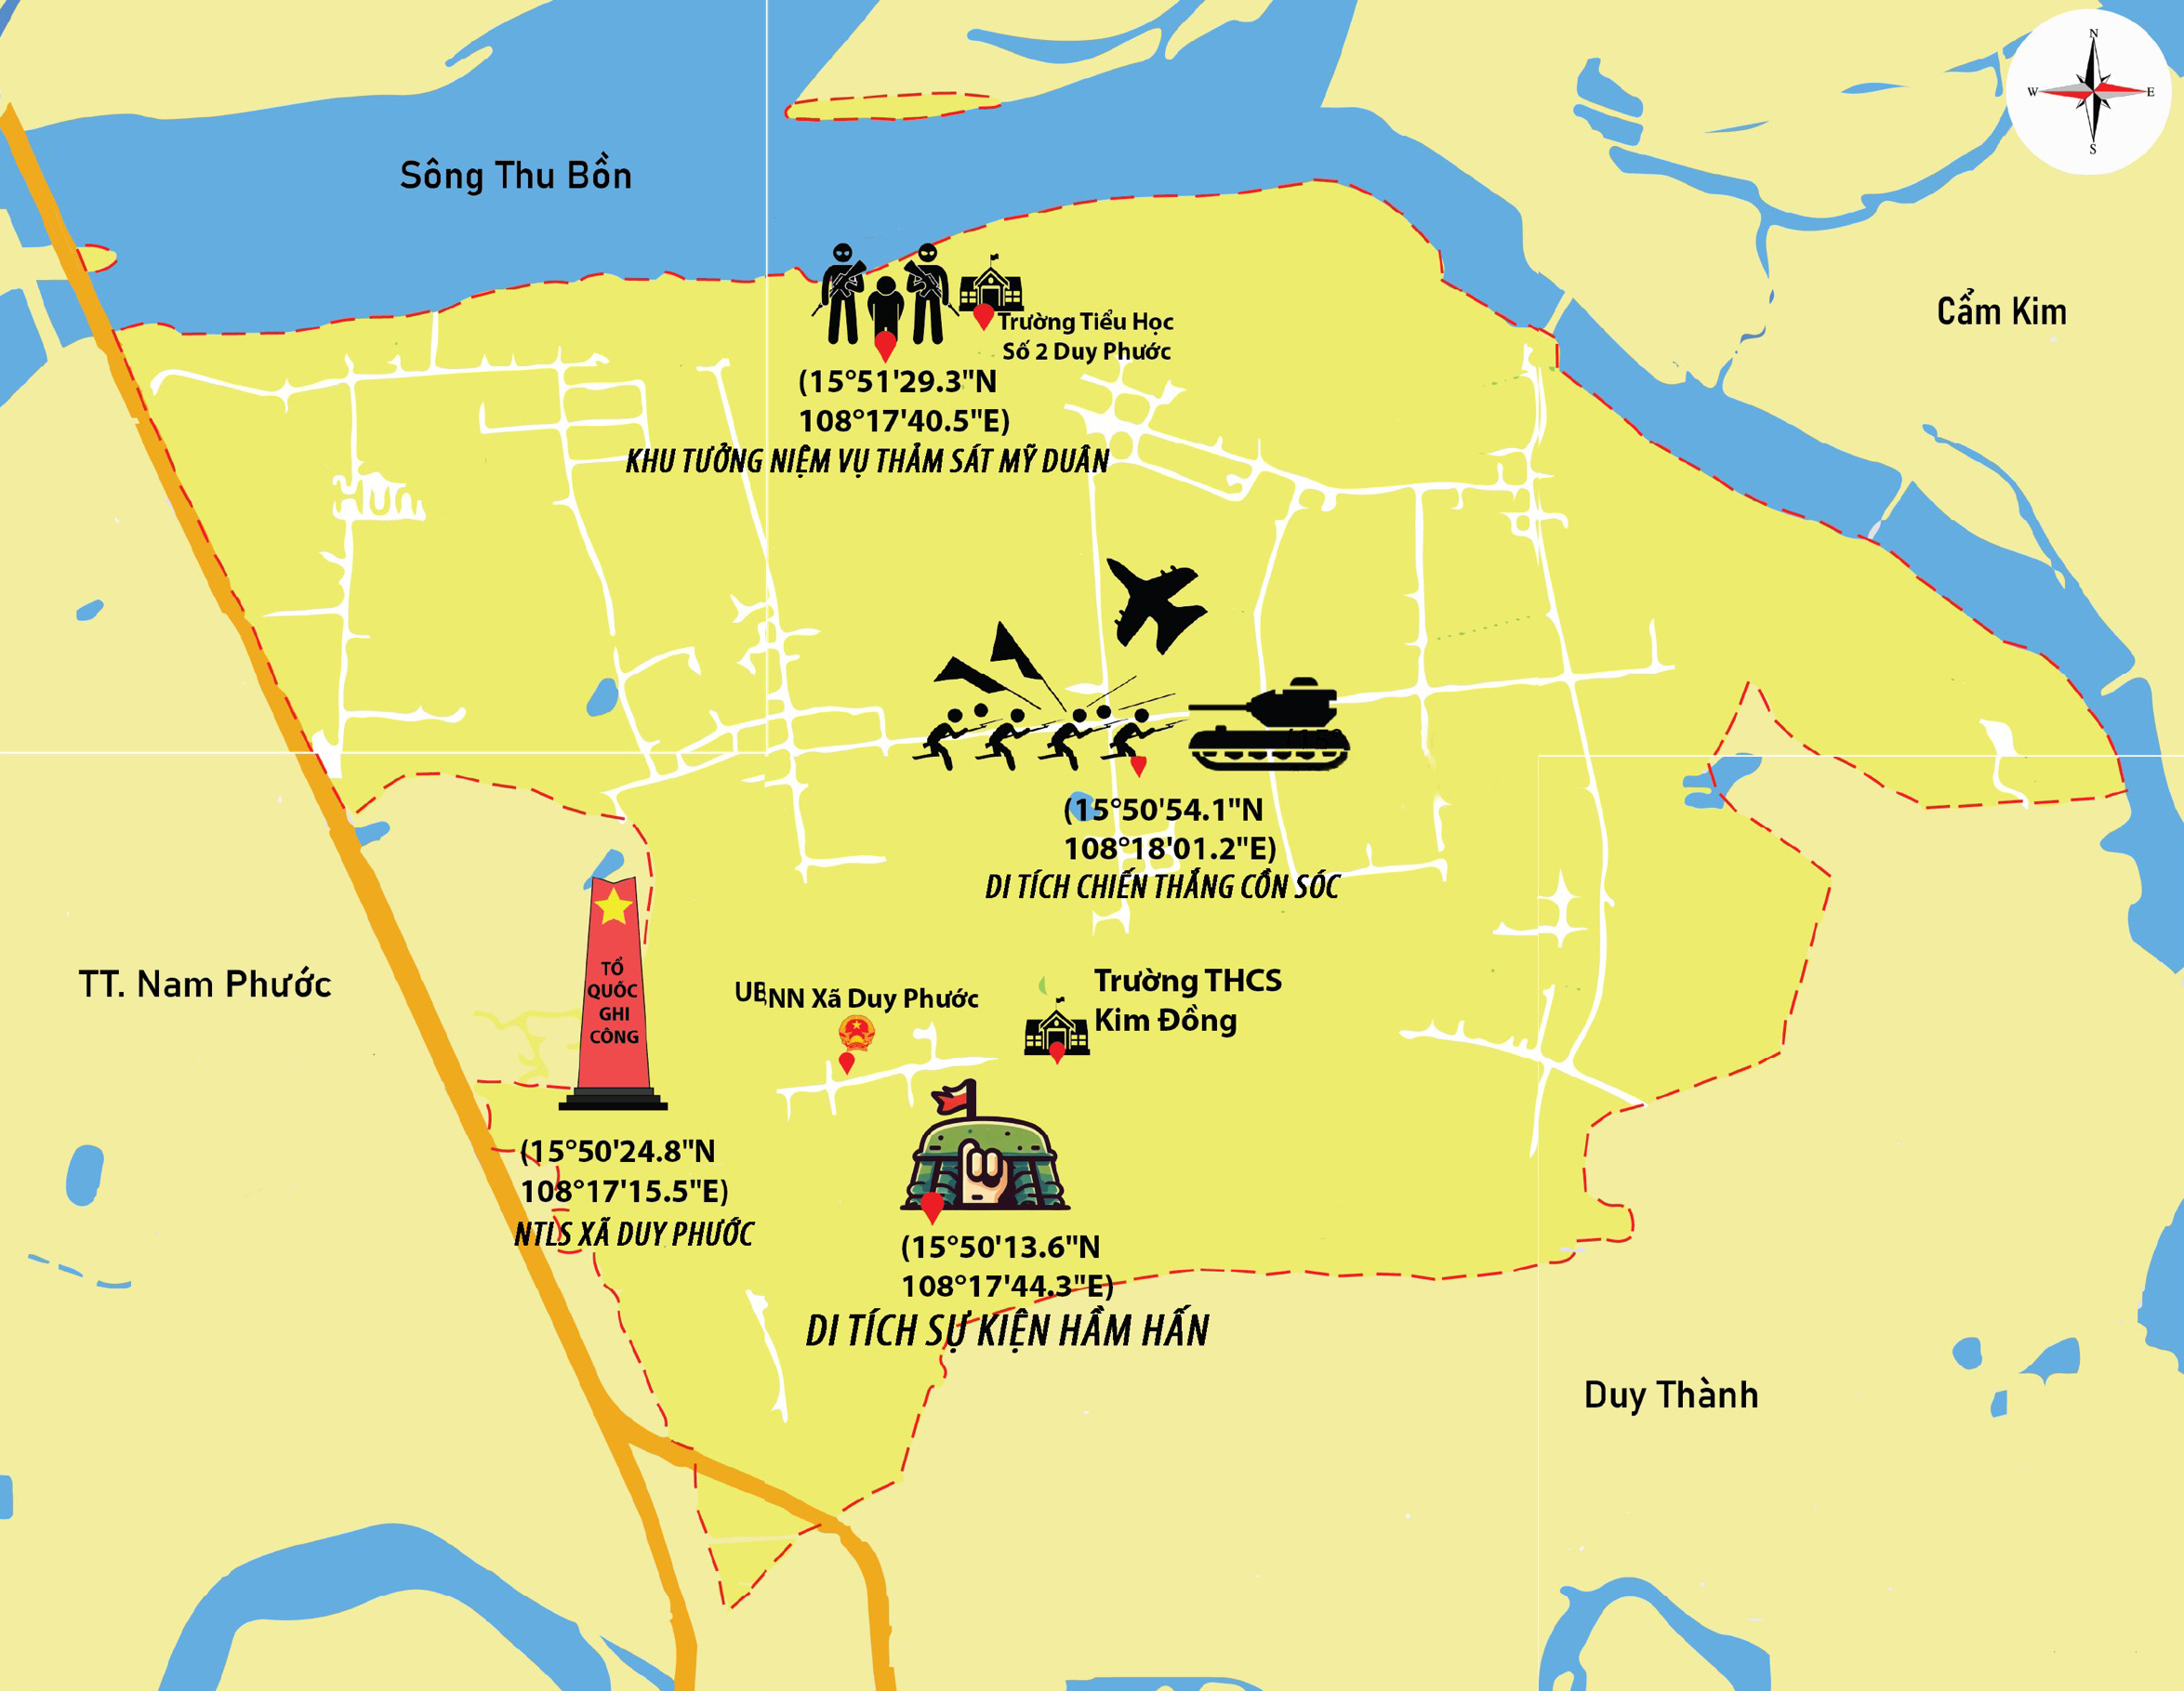 N
W
E
S
Sông Thu Bồn
Cẩm Kim
Trường Tiểu Học
Số 2 Duy Phước
(15°51'29.3"N
108°17'40.5"E)
KHU TƯỞNG NIỆM VỤ THẢM SÁT MỸ DUÂN
(15°50'54.1"N
108°18'01.2"E)
DI TÍCH CHIẾN THẮNG CỒN SÓC
TT. Nam Phước
TỔ
QUỐC
GHI
CÔNG
UBNN Xã Duy Phước
Trường THCS
Kim Đồng
(15°50'24.8"N
108°17'15.5"E)
NTLS XÃ DUY PHƯỚC
(15°50'13.6"N
108°17'44.3"E)
DI TÍCH SỰ KIỆN HẦM HẤN
Duy Thành